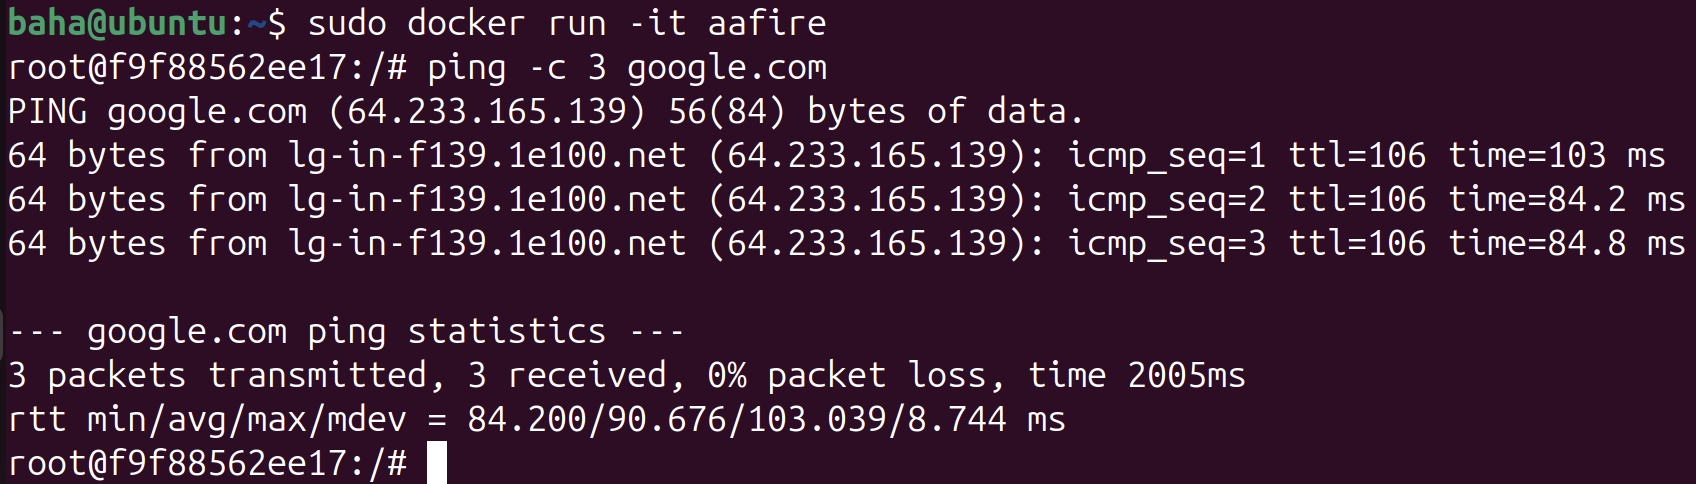 baha@ubuntu:~$ sudo docker run -it aafire
root@f9f88562ee17:/# ping -c 3 google.com
PING google.com (64.233.165.139) 56(84) bytes of data.
64 bytes from lg-in-f139.1e100.net (64.233.165.139): icmp_seq=1 ttl=106 time=103 ms
64 bytes from lg-in-f139.1e100.net (64.233.165.139): icmp_seq=2 ttl=106 time=84.2 ms
64 bytes from lg-in-f139.1e100.net (64.233.165.139): icmp_seq=3 ttl=106 time=84.8 ms
--- google.com ping statistics ---
3 packets transmitted, 3 received, 0% packet loss, time 2005ms
rtt min/avg/max/mdev = 84.200/90.676/103.039/8.744 ms
root@f9f88562ee17:/#